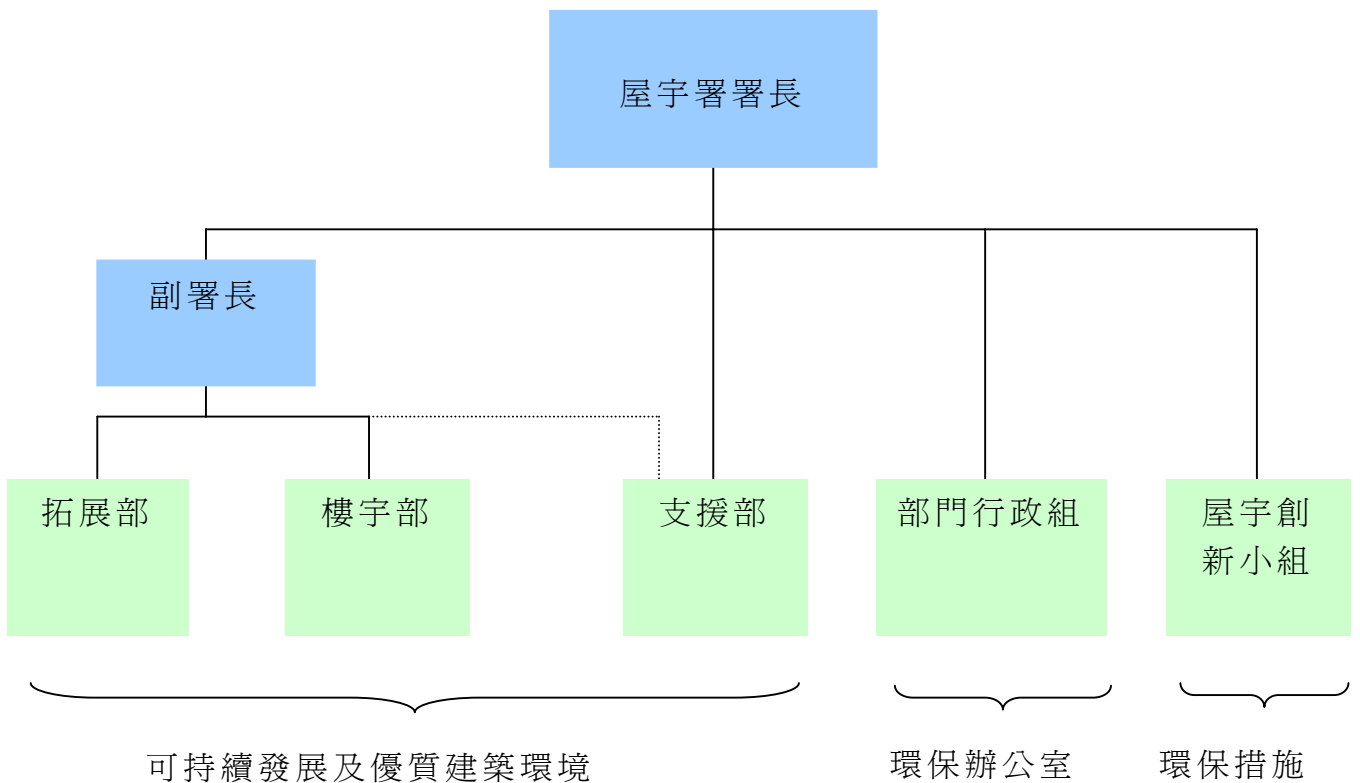 屋宇署署長
副署長
拓展部
樓宇部
支援部
部門行政組
屋宇創
新小組
可持續發展及優質建築環境
環保辦公室
環保措施